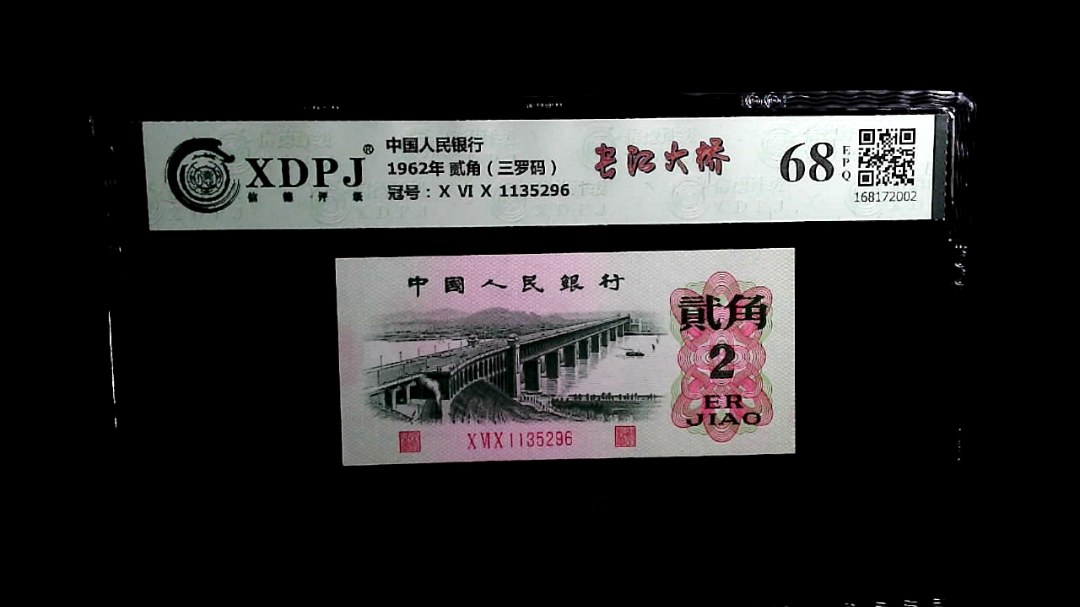 XDPJ®
信德评级
中国人民银行
1962年 贰角（三罗码）
冠号：X VI X 1135296
长江大桥
68
EPQ
168172002
中國人民銀行
貳角
2
ER
JIAO
XVIX1135296